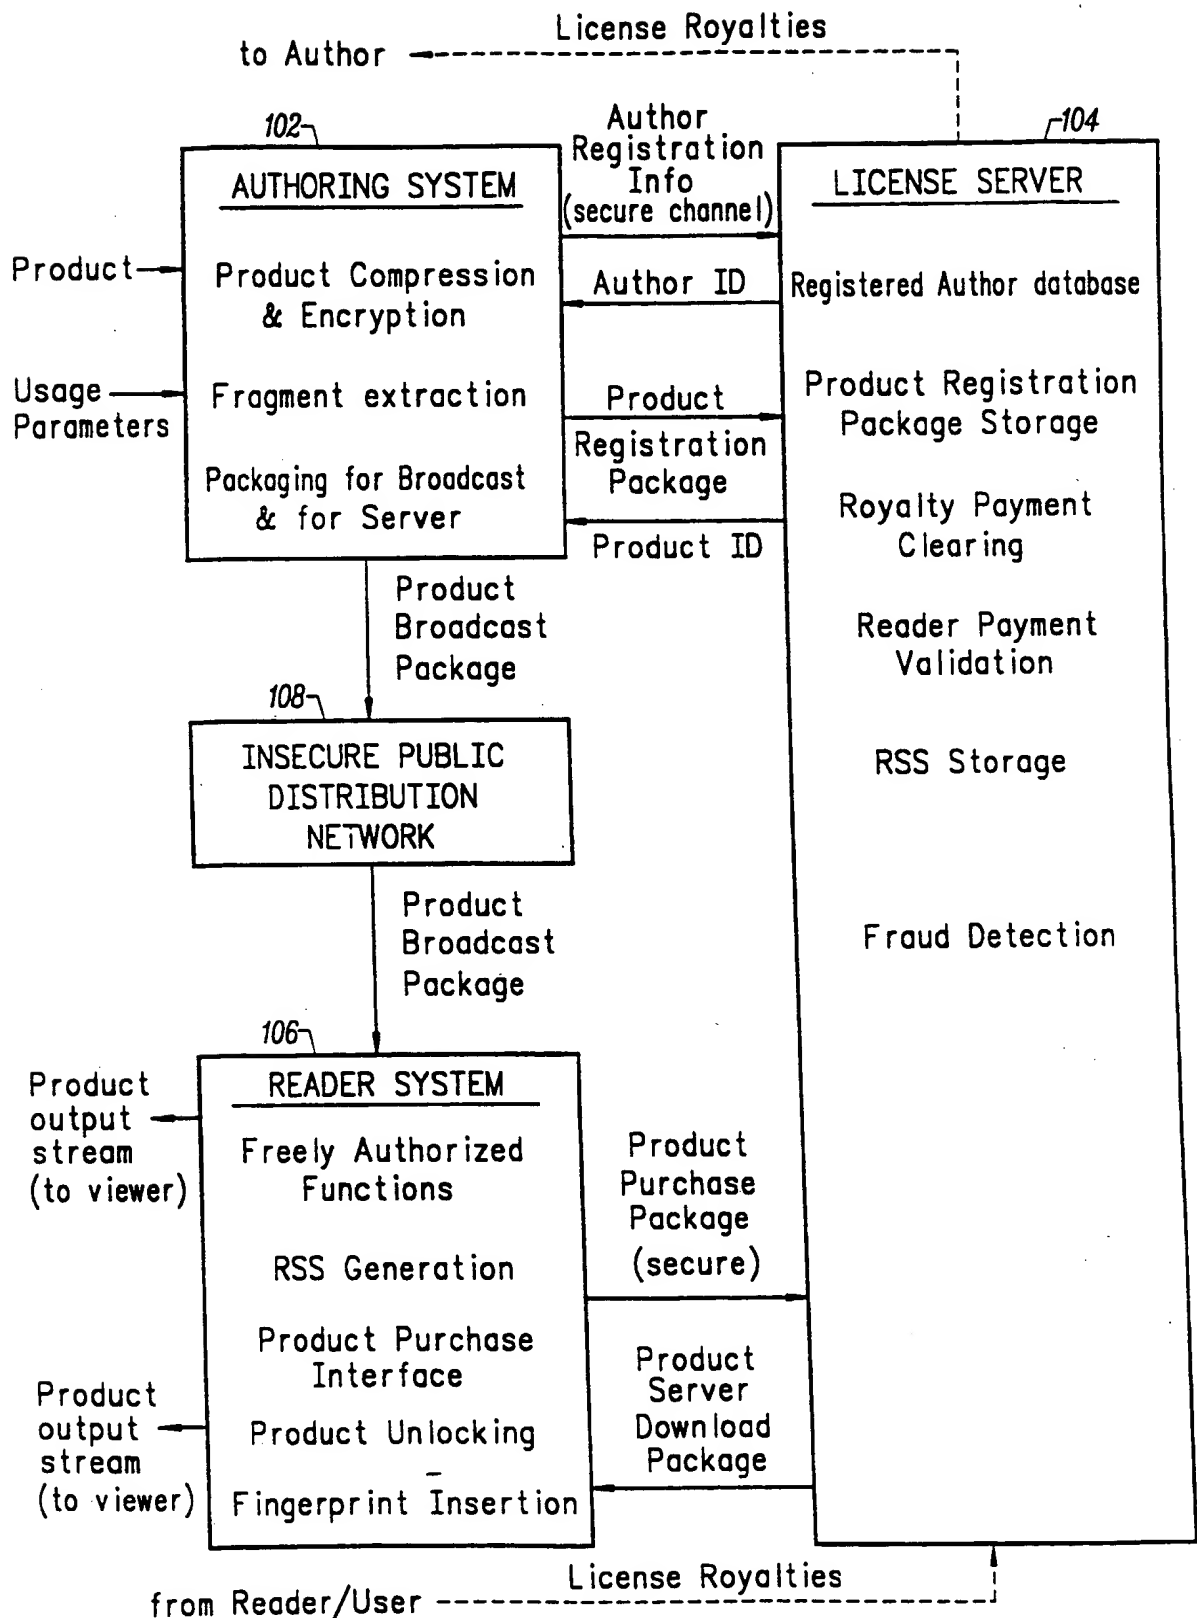 License Royalties
to Author
102
AUTHORING SYSTEM
Product Compression
& Encryption
Fragment extraction
Packaging for Broadcast
& for Server
Product
Usage
Parameters
Author
Registration
Info
(secure channel)
Author ID
Product
Registration
Package
Product ID
104
LICENSE SERVER
Registered Author database
Product Registration
Package Storage
Royalty Payment
Clearing
Reader Payment
Validation
RSS Storage
Fraud Detection
Product
Broadcast
Package
108
INSECURE PUBLIC
DISTRIBUTION
NETWORK
Product
Broadcast
Package
106
READER SYSTEM
Freely Authorized
Functions
RSS Generation
Product Purchase
Interface
Product Unlocking
Fingerprint Insertion
Product
output
stream
(to viewer)
Product
output
stream
(to viewer)
Product
Purchase
Package
(secure)
Product
Server
Download
Package
License Royalties
from Reader/User